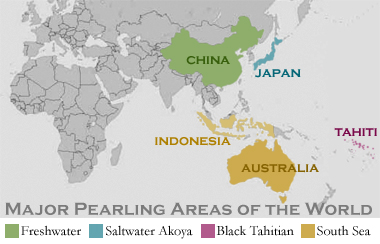 CHINA
JAPAN
INDONESIA
TAHITI
AUSTRALIA
MAJOR PEARLING AREAS OF THE WORLD
Freshwater Saltwater Akoya Black Tahitian South Sea